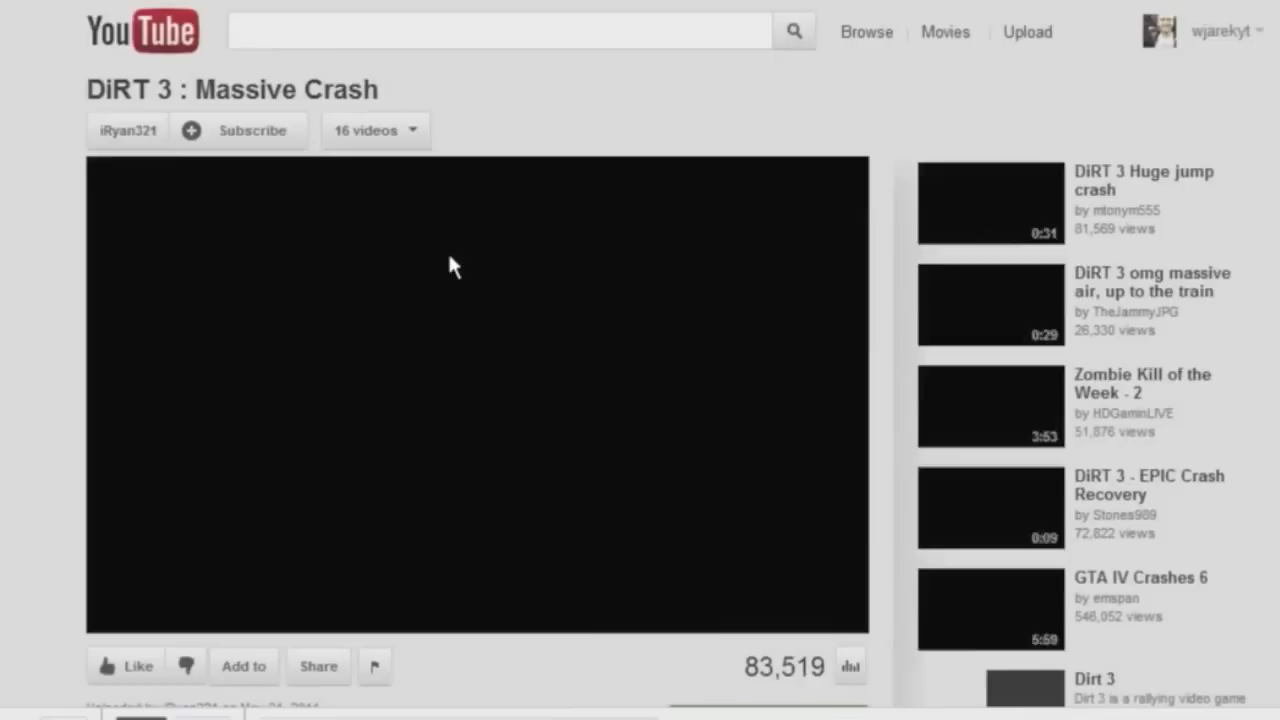 YouTube
Browse
Movies
Upload
wjarekyt
DiRT 3 : Massive Crash
iRyan321
Subscribe
16 videos
DiRT 3 Huge jump
crash
by mtonym555
81,569 views
0:31
DiRT 3 omg massive
air, up to the train
by TheJammyJPG
26,330 views
0:29
Zombie Kill of the
Week - 2
by HDGaminLIVE
51,876 views
3:53
DiRT 3 - EPIC Crash
Recovery
by Stones989
72,822 views
0:09
GTA IV Crashes 6
by emspan
546,052 views
5:59
Dirt 3
Dirt 3 is a rallying video game
Like
Add to
Share
83,519